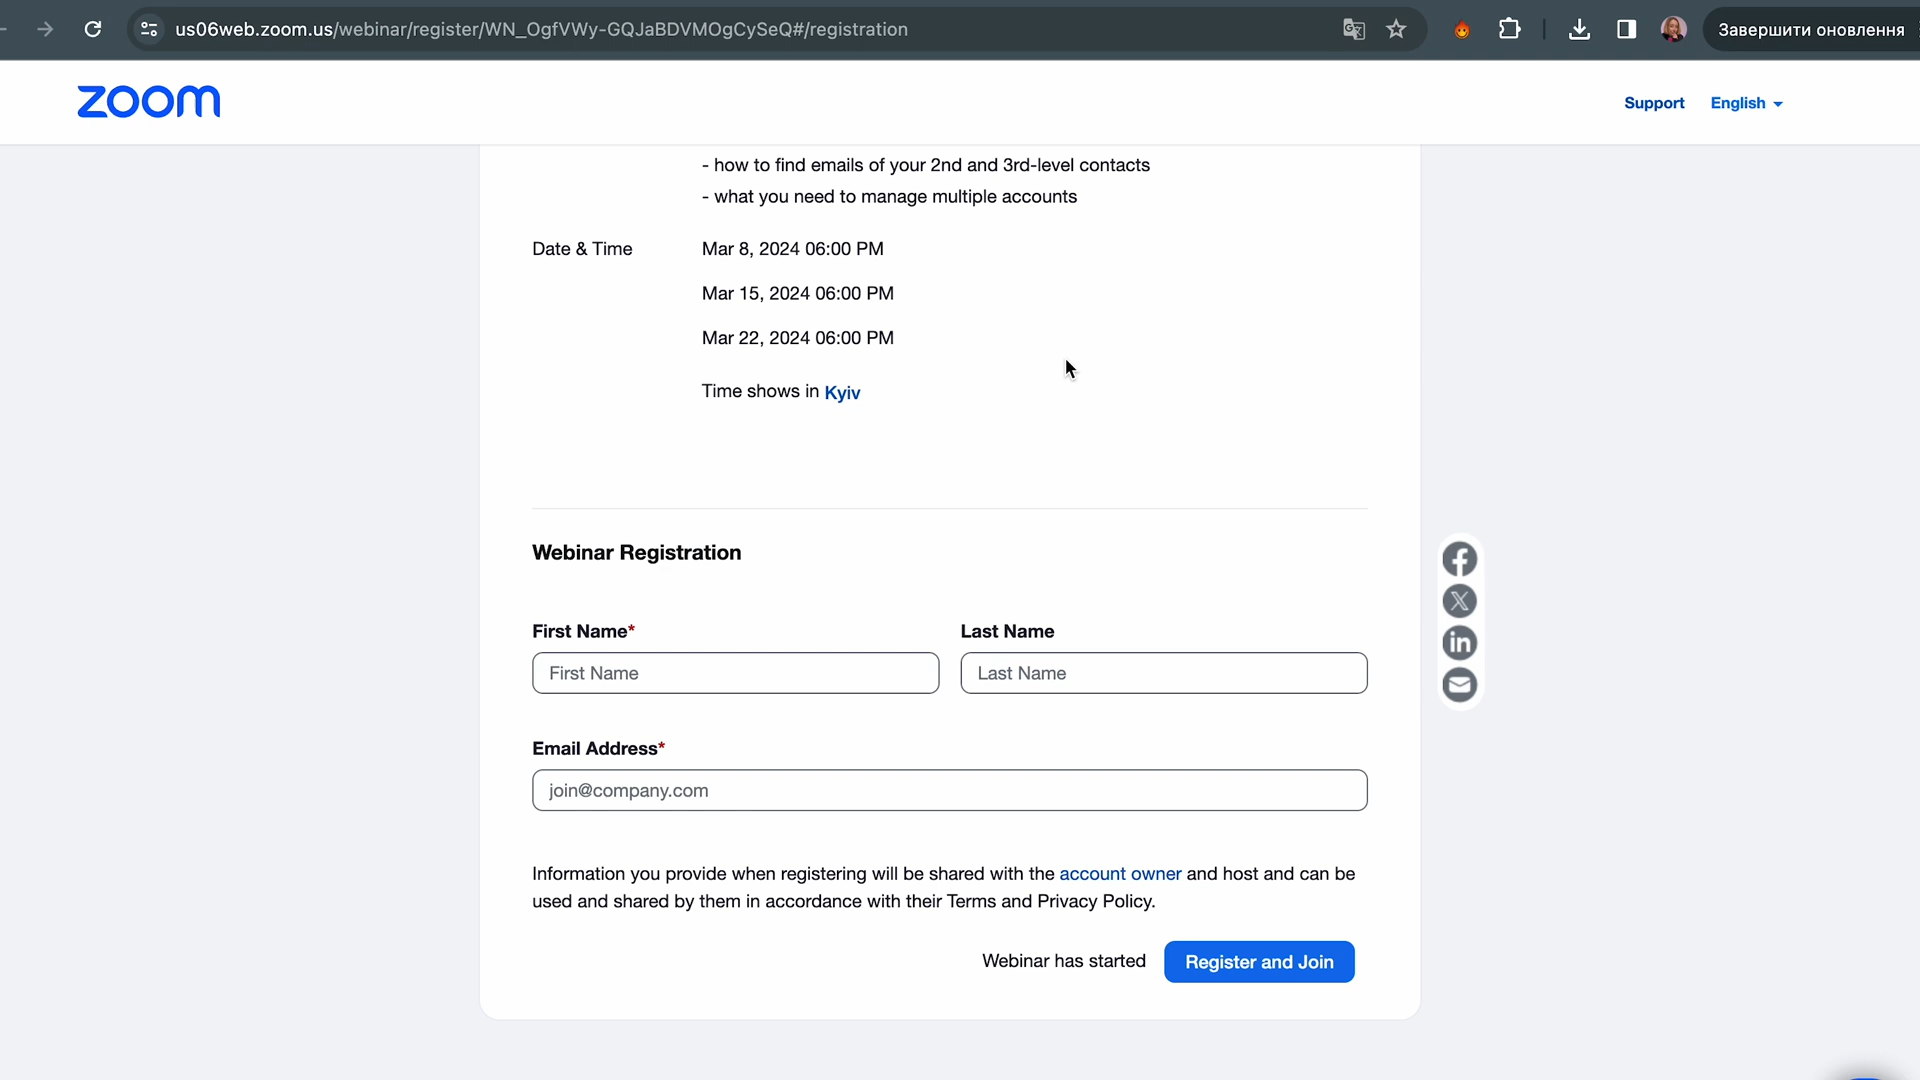 us06web.zoom.us/webinar/register/WN_OgfVWy-GQJaBDVMOgCySeQ#/registration
Завершити оновлення
zoom
Support
English
- how to find emails of your 2nd and 3rd-level contacts
- what you need to manage multiple accounts
Date & Time
Mar 8, 2024 06:00 PM
Mar 15, 2024 06:00 PM
Mar 22, 2024 06:00 PM
Time shows in Kyiv
Webinar Registration
First Name*
Last Name
First Name
Last Name
Email Address*
join@company.com
Information you provide when registering will be shared with the account owner and host and can be
used and shared by them in accordance with their Terms and Privacy Policy.
Webinar has started
Register and Join